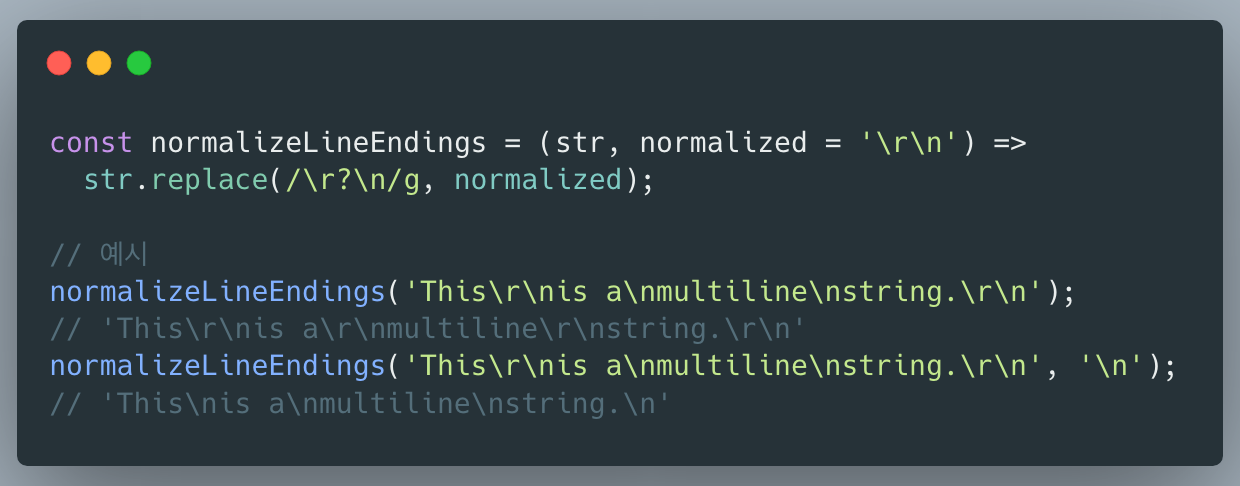 const normalizeLineEndings = (str, normalized = '\r\n') =>
  str.replace(/\r?\n/g, normalized);

// 예시
normalizeLineEndings('This\r\nis a\nmultiline\nstring.\r\n');
// 'This\r\nis a\r\nmultiline\r\nstring.\r\n'
normalizeLineEndings('This\r\nis a\nmultiline\nstring.\r\n', '\n');
// 'This\nis a\nmultiline\nstring.\n'